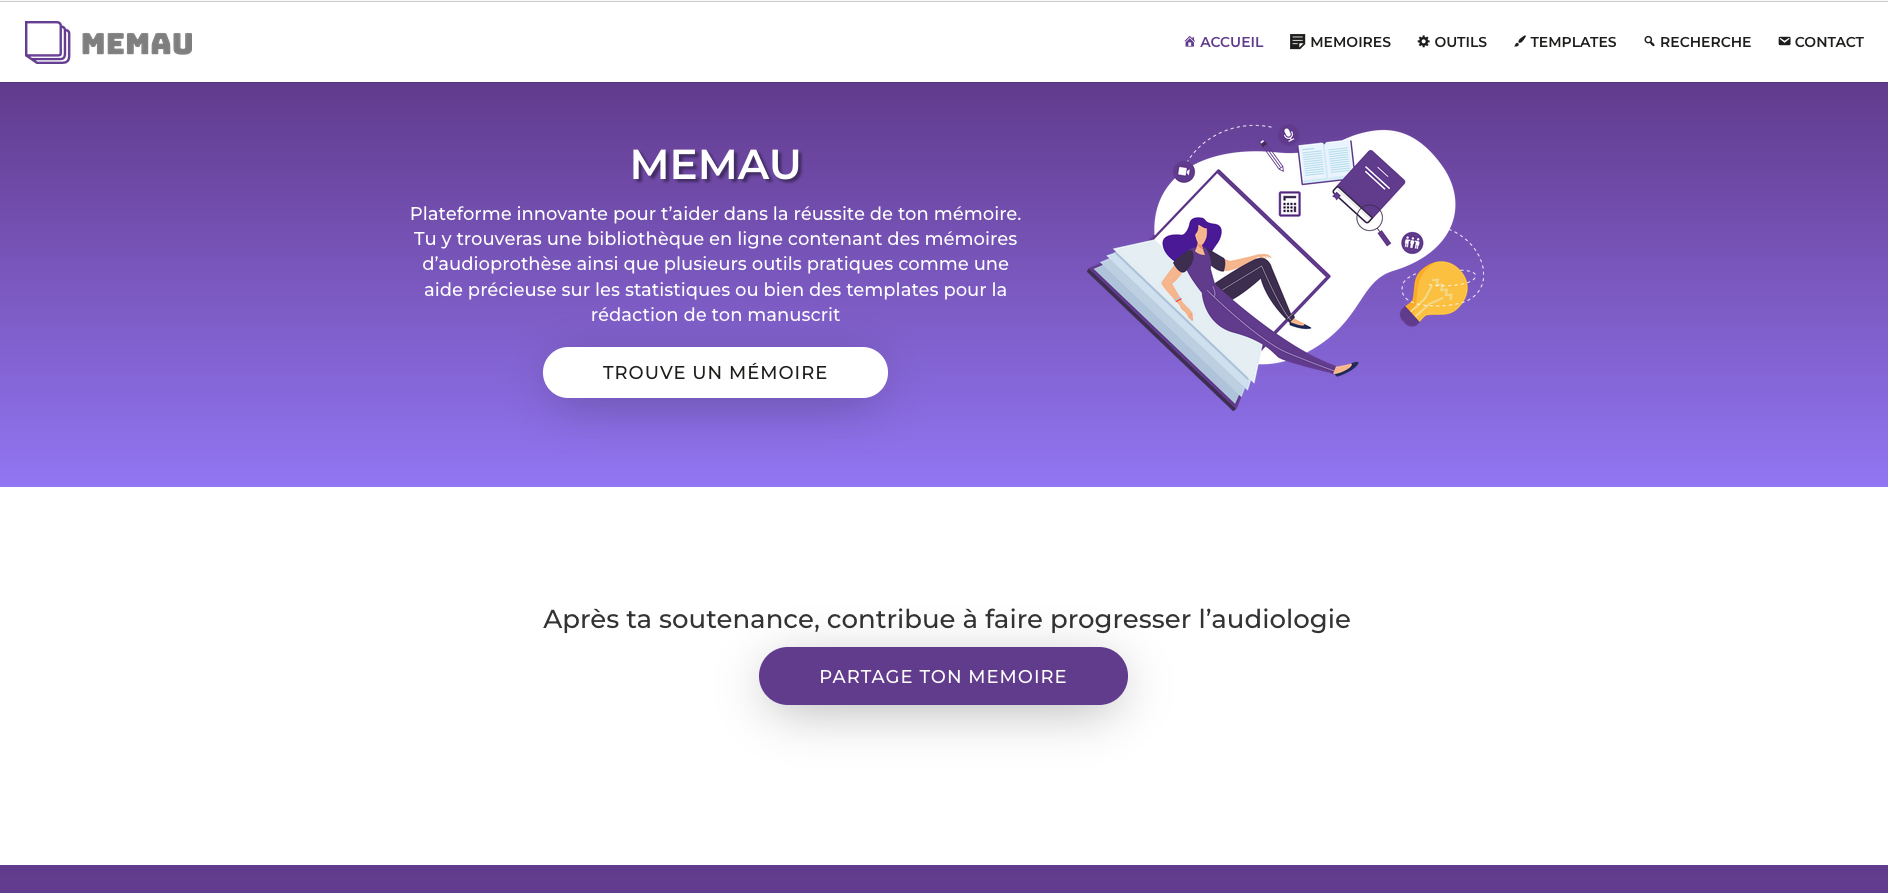 MEMAU
ACCUEIL
MEMOIRES
OUTILS
TEMPLATES
RECHERCHE
CONTACT
MEMAU
Plateforme innovante pour t’aider dans la réussite de ton mémoire.
Tu y trouveras une bibliothèque en ligne contenant des mémoires
d’audioprothèse ainsi que plusieurs outils pratiques comme une
aide précieuse sur les statistiques ou bien des templates pour la
rédaction de ton manuscrit
TROUVE UN MÉMOIRE
Après ta soutenance, contribue à faire progresser l’audiologie
PARTAGE TON MEMOIRE